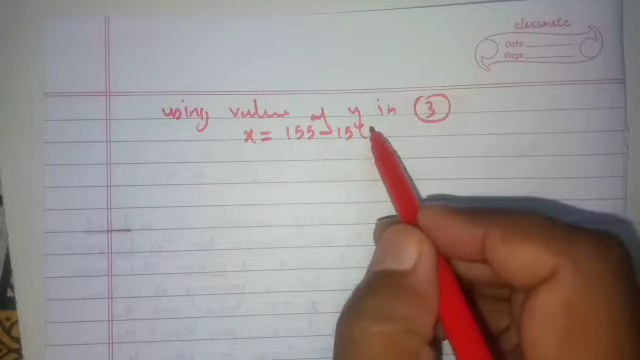 classmate
Date
Page
using value of y in 3
x = 155 - 15